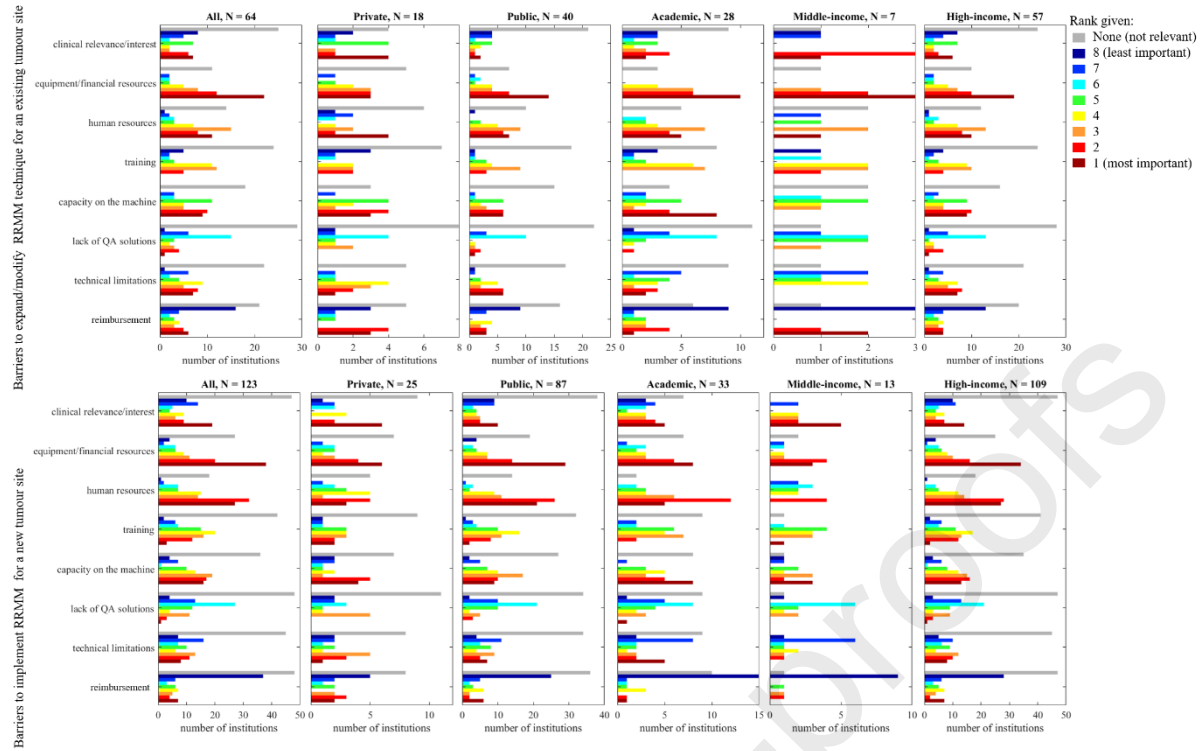 All, N = 64 Private, N = 18 Public, N = 40 Academic, N = 28 Middle-income, N = 7 High-income, N = 57
Rank given:
None (not relevant)
8 (least important)
7
6
5
4
3
2
1 (most important)
Barriers to expand/modify RRMM technique for an existing tumour site
clinical relevance/interest
equipment/financial resources
human resources
training
capacity on the machine
lack of QA solutions
technical limitations
reimbursement
0 10 20 30 0 2 4 6 8 0 5 10 15 20 25 0 5 10 0 1 2 3 0 10 20 30
number of institutions number of institutions number of institutions number of institutions number of institutions number of institutions
All, N = 123 Private, N = 25 Public, N = 87 Academic, N = 33 Middle-income, N = 13 High-income, N = 109
Barriers to implement RRMM for a new tumour site
clinical relevance/interest
equipment/financial resources
human resources
training
capacity on the machine
lack of QA solutions
technical limitations
reimbursement
0 10 20 30 40 50 5 10 0 10 20 30 40 0 5 10 15 0 5 10 0 10 20 30 40 50
number of institutions number of institutions number of institutions number of institutions number of institutions number of institutions
proofs